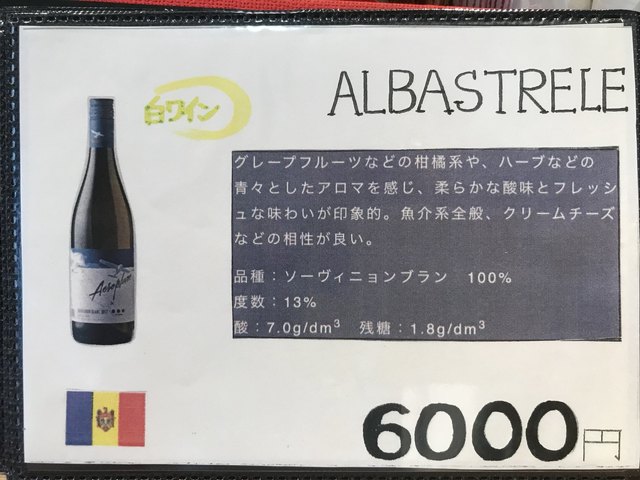 白ワイン
ALBASTRELE
グレープフルーツなどの柑橘系や、ハーブなどの
青々としたアロマを感じ、柔らかな酸味とフレッシ
ュな味わいが印象的。魚介系全般、クリームチーズ
などの相性が良い。
品種：ソーヴィニョンブラン 100%
度数：13%
酸：7.0g/dm³ 残糖：1.8g/dm³
6000円